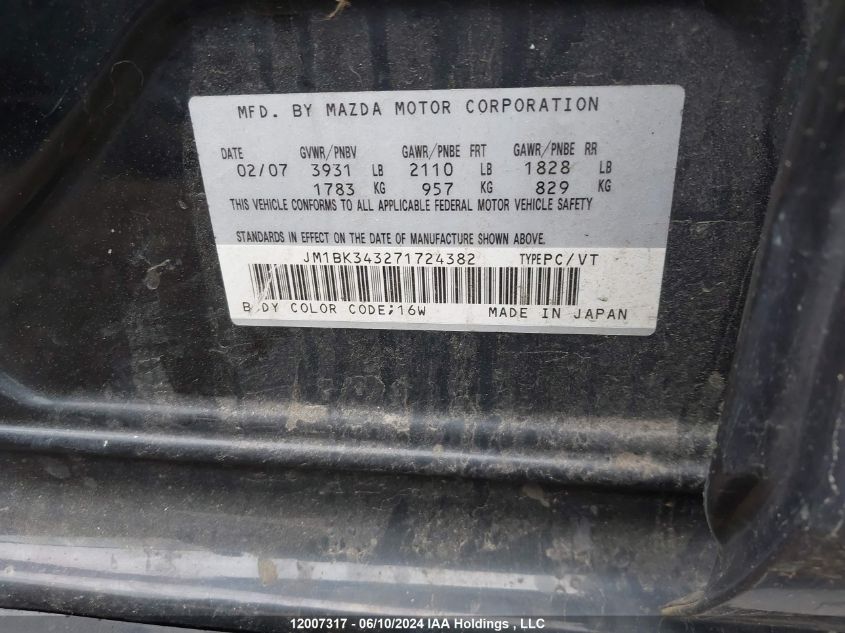 MFD. BY MAZDA MOTOR CORPORATION
DATE GVWR/PNBV GAWR/PNBE FRT GAWR/PNBE RR
02/07 3931 LB 2110 LB 1828 LB
1783 KG 957 KG 829 KG
THIS VEHICLE CONFORMS TO ALL APPLICABLE FEDERAL MOTOR VEHICLE SAFETY
STANDARDS IN EFFECT ON THE DATE OF MANUFACTURE SHOWN ABOVE.
JM1BK343271724382 TYPE PC/VT
BODY COLOR CODE;16W MADE IN JAPAN
12007317 - 06/10/2024 IAA Holdings , LLC